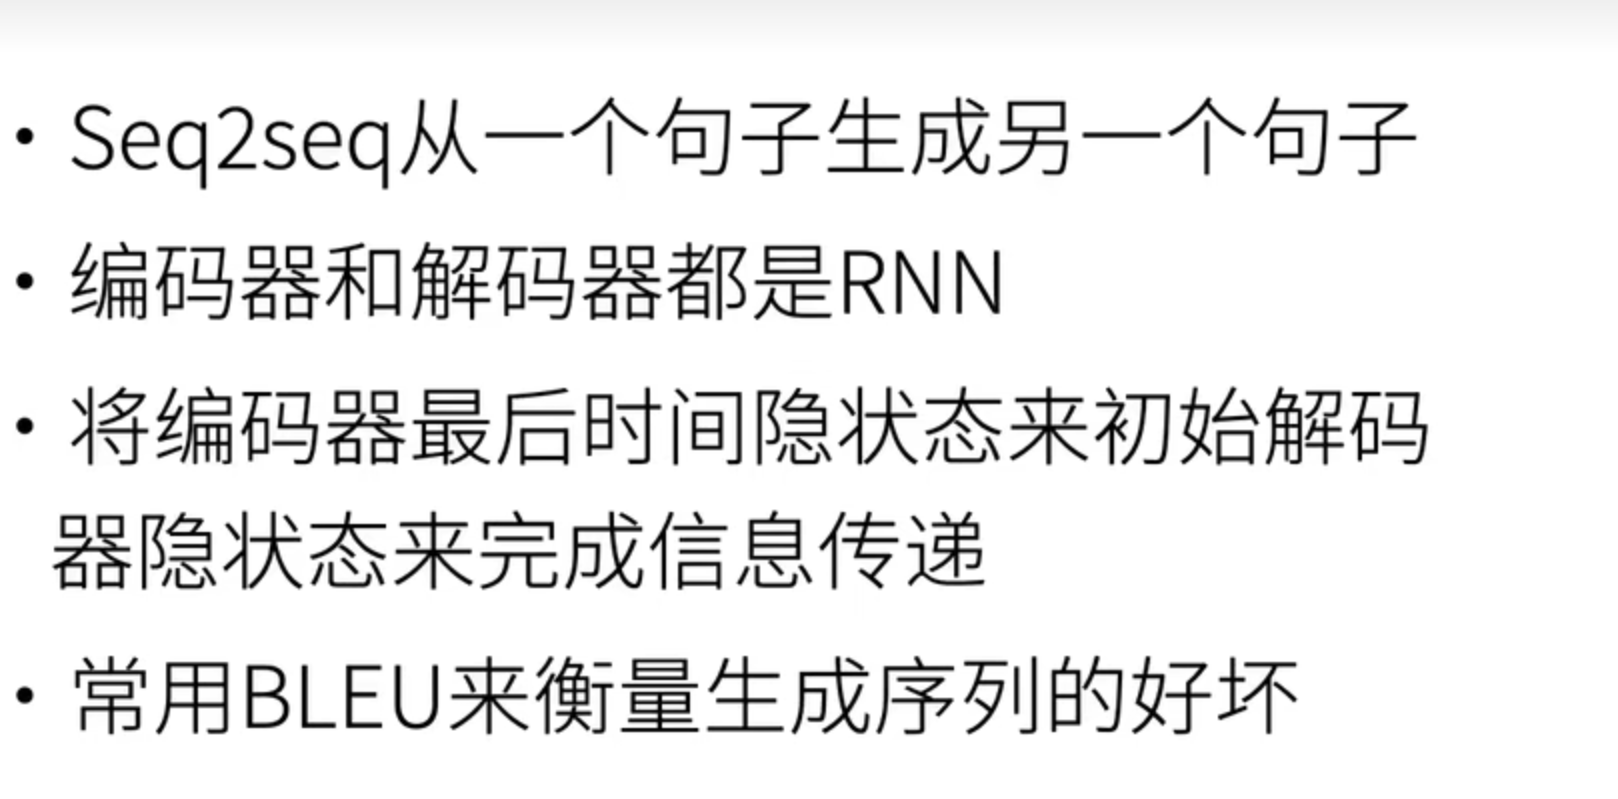 • Seq2seq从一个句子生成另一个句子
• 编码器和解码器都是RNN
• 将编码器最后时间隐状态来初始解码
器隐状态来完成信息传递
• 常用BLEU来衡量生成序列的好坏